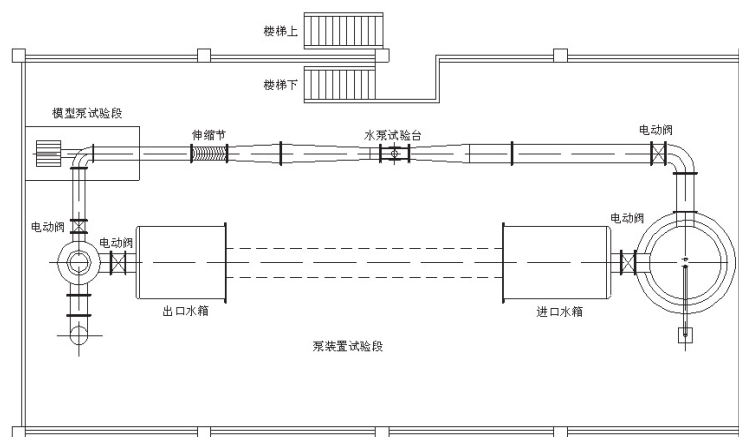 楼梯上
楼梯下
模型泵试验段
伸缩节
水泵试验台
电动阀
电动阀
电动阀
电动阀
出口水箱
进口水箱
泵装置试验段